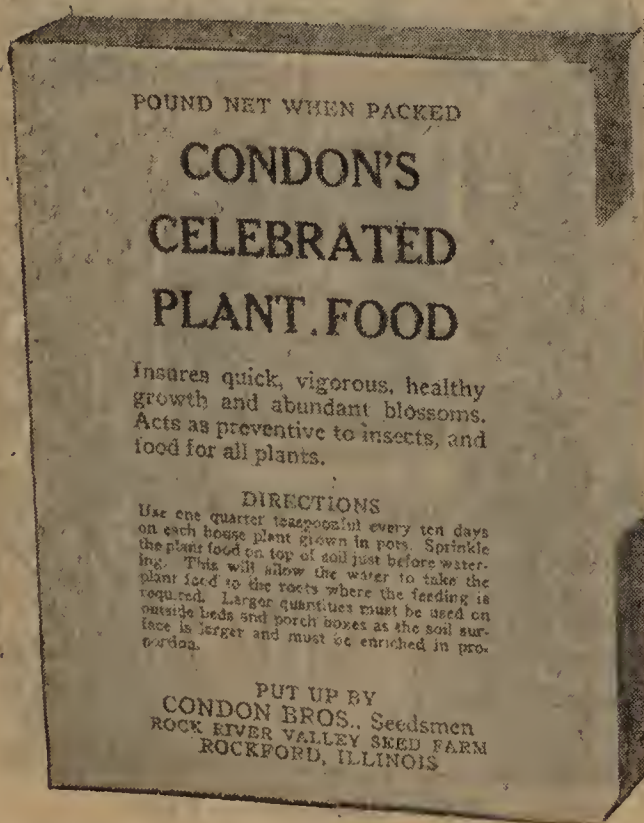 POUND NET WHEN PACKED
CONDON'S
CELEBRATED
PLANT FOOD
Insures quick, vigorous, healthy
growth and abundant blossoms.
Acts as preventive to insects, and
food for all plants.
DIRECTIONS
Use one quarter teaspoonful every ten days
on each house plant grown in pots. Sprinkle
the plant food on top of soil just before water-
ing. This will allow the water to take the
plant food to the roots where the feeding is
required. Larger quantities must be used on
outside beds and porch boxes as the soil sur-
face is larger and must be enriched in pro-
portion.
PUT UP BY
CONDON BROS., Seedsmen
ROCK RIVER VALLEY SEED FARM
ROCKFORD, ILLINOIS